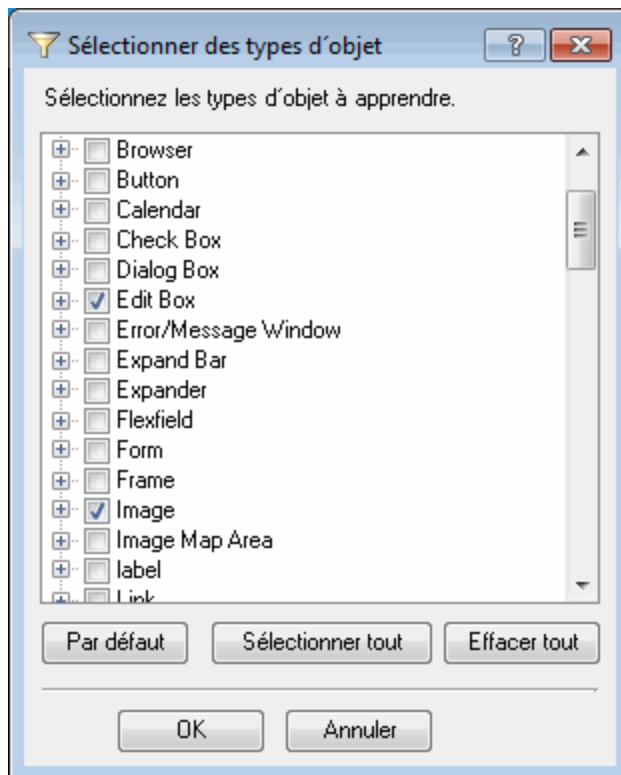 Sélectionner des types d´objet
Sélectionnez les types d´objet à apprendre.
Browser
Button
Calendar
Check Box
Dialog Box
Edit Box
Error/Message Window
Expand Bar
Expander
Flexfield
Form
Frame
Image
Image Map Area
label
Link
Par défaut Sélectionner tout Effacer tout
OK Annuler